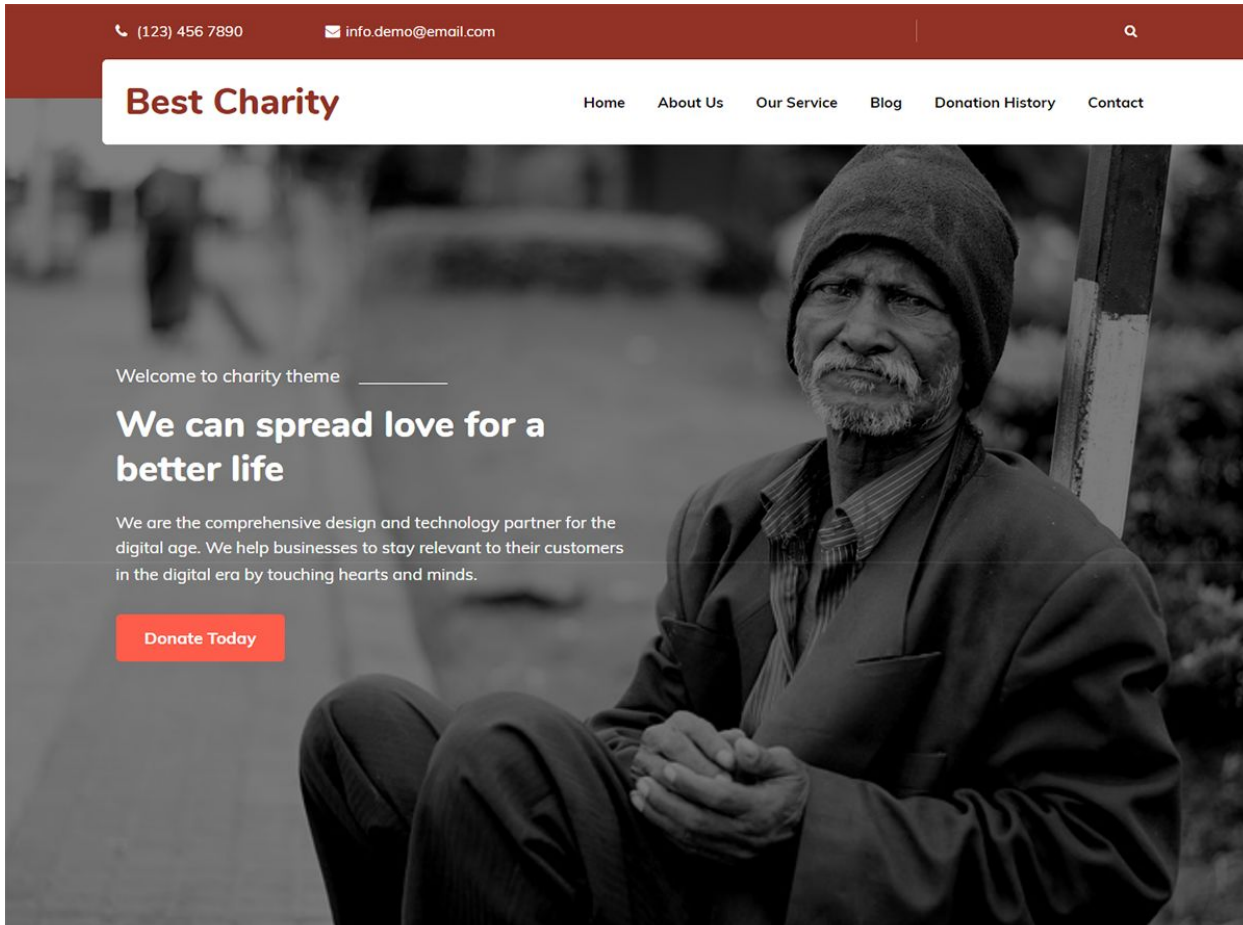 (123) 456 7890
info.demo@email.com
Best Charity
Home
About Us
Our Service
Blog
Donation History
Contact
Welcome to charity theme
We can spread love for a
better life
We are the comprehensive design and technology partner for the
digital age. We help businesses to stay relevant to their customers
in the digital era by touching hearts and minds.
Donate Today